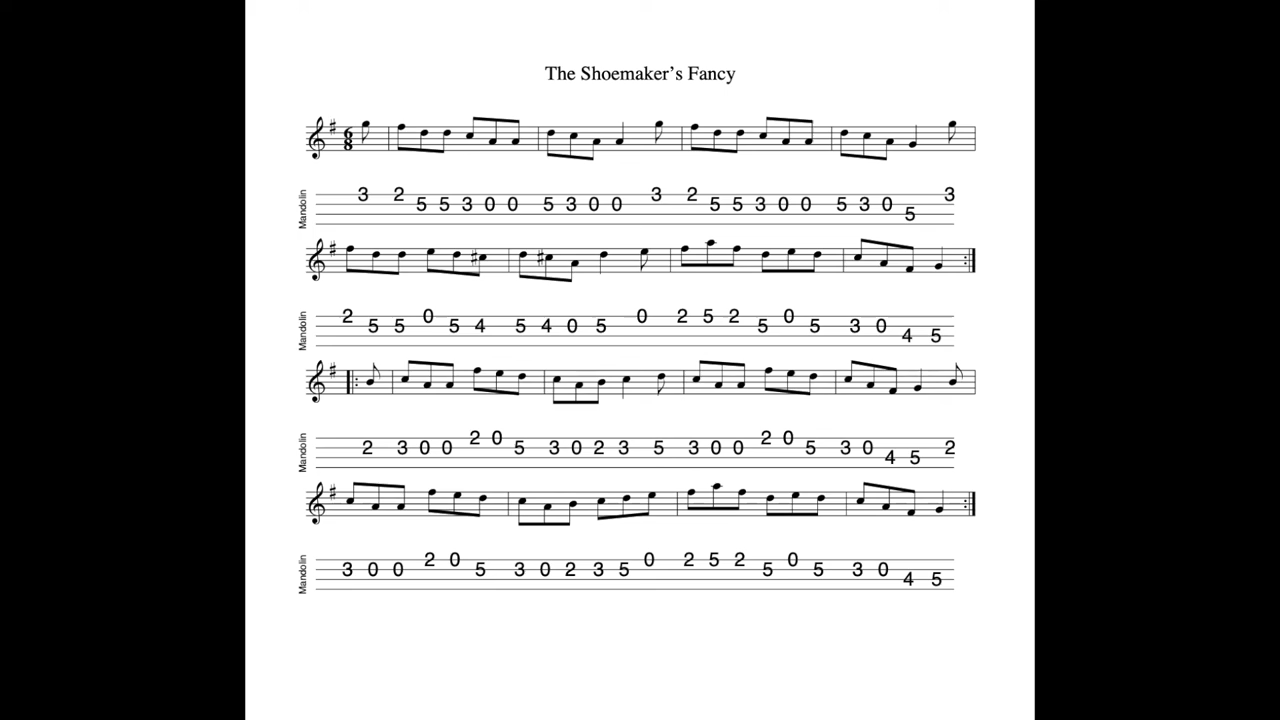 The Shoemaker's Fancy
6
8
3 2 5 5 3 0 0 5 3 0 0 3 2 5 5 3 0 0 5 3 0 5 3
Mandolin
2 5 5 0 5 4 5 4 0 5 0 2 5 2 5 0 5 3 0 4 5
Mandolin
2 3 0 0 2 0 5 3 0 2 3 5 3 0 0 2 0 5 3 0 4 5 2
Mandolin
3 0 0 2 0 5 3 0 2 3 5 0 2 5 2 5 0 5 3 0 4 5
Mandolin